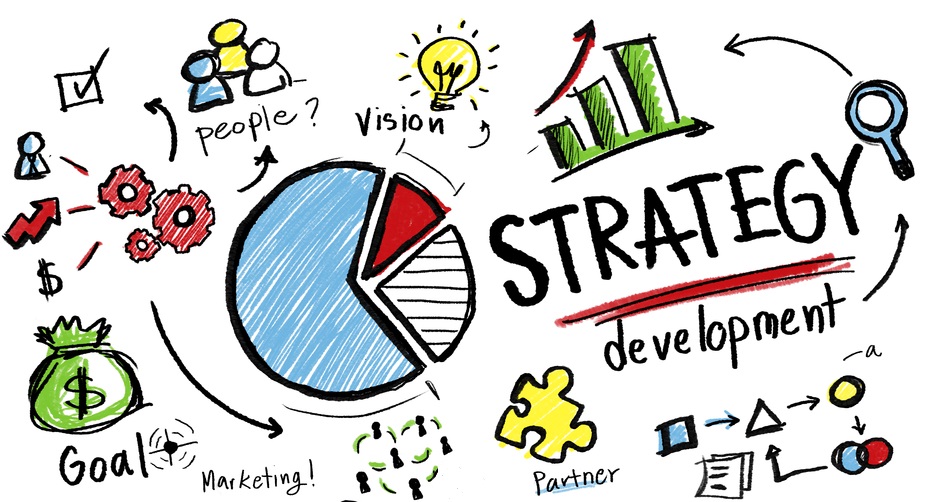 people?
Vision
STRATEGY
development
$
$
a
Goal
Marketing!
Partner